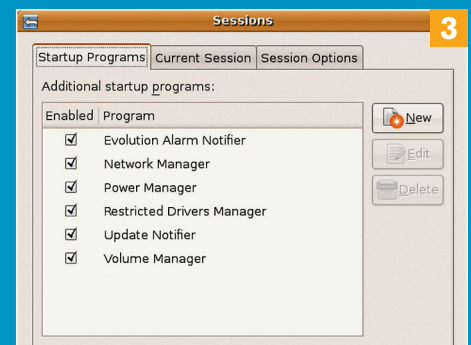 Sessions
3
Startup Programs Current Session Session Options
Additional startup programs:
Enabled Program
Evolution Alarm Notifier
Network Manager
Power Manager
Restricted Drivers Manager
Update Notifier
Volume Manager
New
Edit
Delete